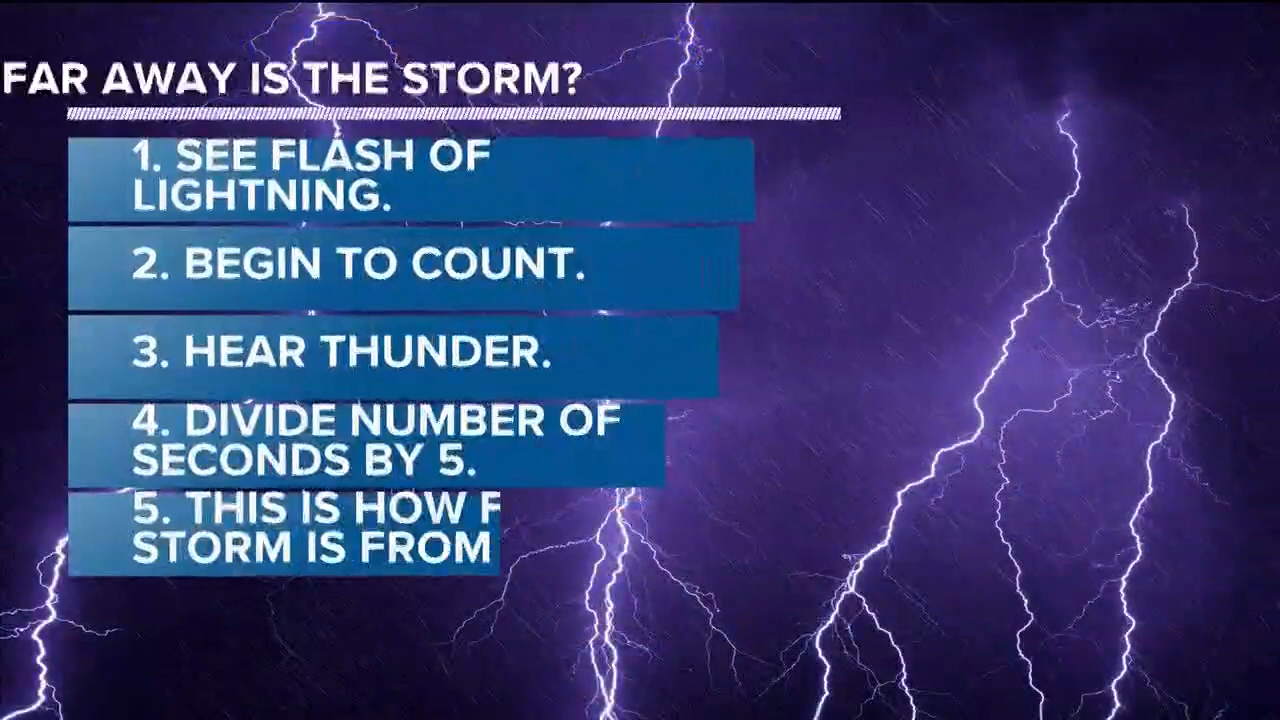 FAR AWAY IS THE STORM?
1. SEE FLASH OF
LIGHTNING.
2. BEGIN TO COUNT.
3. HEAR THUNDER.
4. DIVIDE NUMBER OF
SECONDS BY 5.
5. THIS IS HOW F
STORM IS FROM